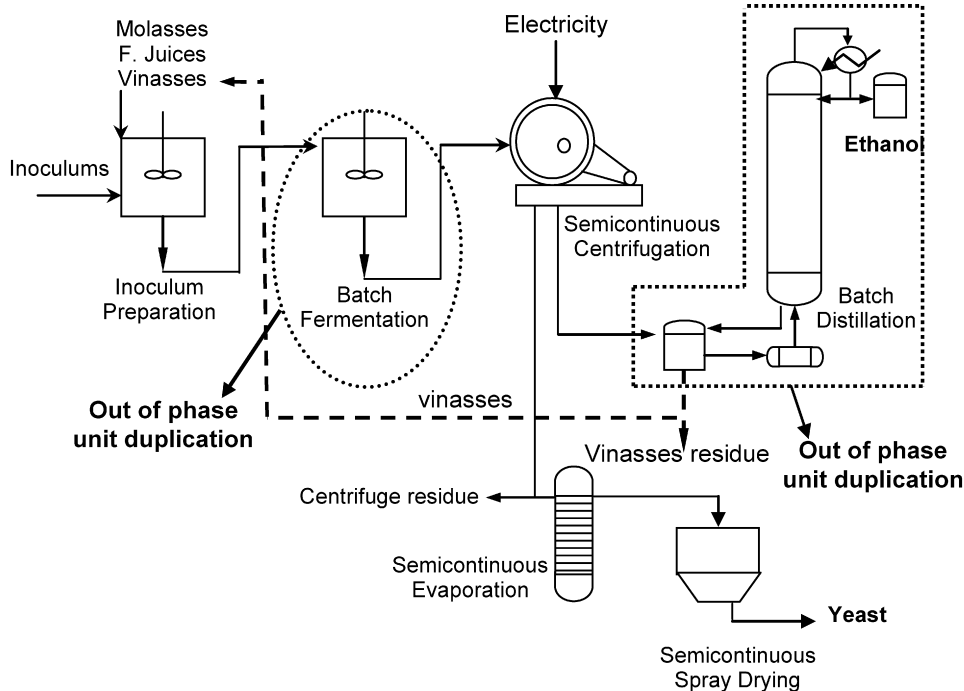 Molasses
F. Juices
Vinasses
Electricity
Inoculums
Ethanol
Semicontinuous
Centrifugation
Inoculum
Preparation
Batch
Fermentation
Batch
Distillation
Out of phase
unit duplication
vinasses
Out of phase
unit duplication
Vinasses residue
Centrifuge residue
Semicontinuous
Evaporation
Yeast
Semicontinuous
Spray Drying